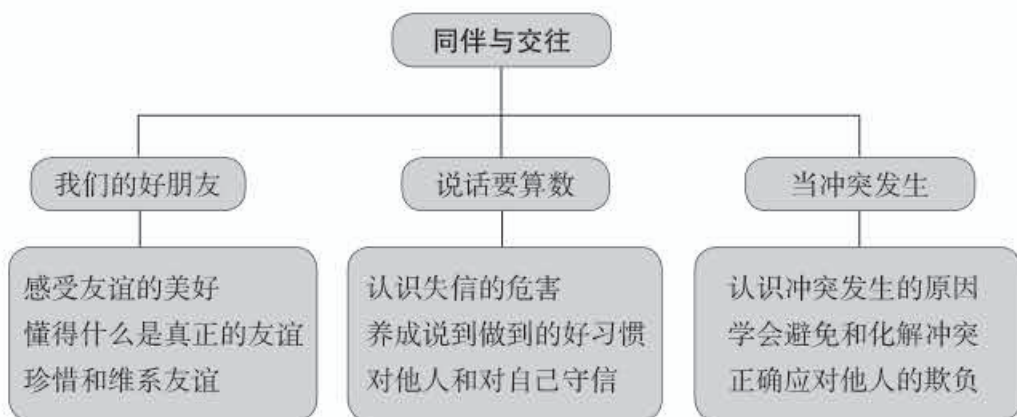 同伴与交往
我们的好朋友
说话要算数
当冲突发生
感受友谊的美好
懂得什么是真正的友谊
珍惜和维系友谊
认识失信的危害
养成说到做到的好习惯
对他人和对自己守信
认识冲突发生的原因
学会避免和化解冲突
正确应对他人的欺负